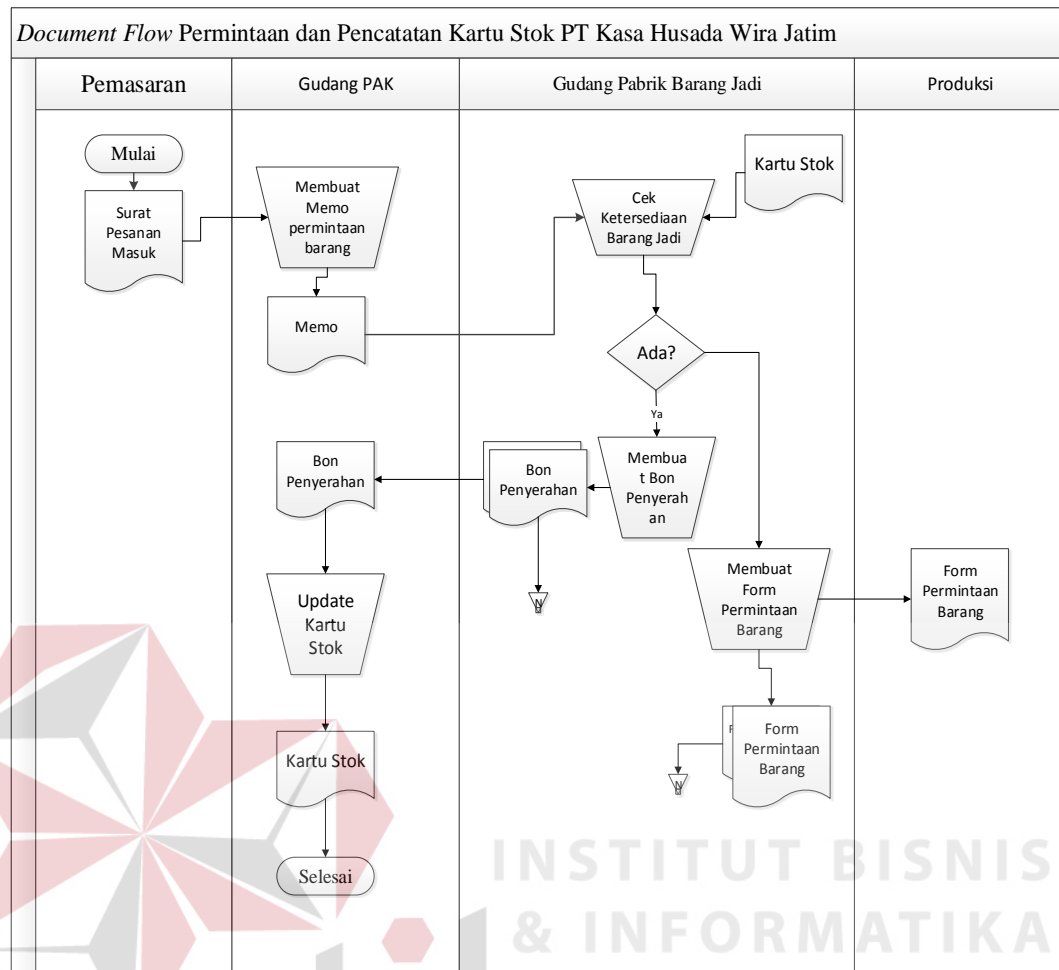 Document Flow Permintaan dan Pencatatan Kartu Stok PT Kasa Husada Wira Jatim
Pemasaran
Gudang PAK
Gudang Pabrik Barang Jadi
Produksi
Mulai
Surat
Pesanan
Masuk
Membuat
Memo
permintaan
barang
Memo
Cek
Ketersediaan
Barang Jadi
Kartu Stok
Ada?
Ya
Membua
t Bon
Penyerah
an
Bon
Penyerahan
Bon
Penyerahan
N
Update
Kartu
Stok
Membuat
Form
Permintaan
Barang
Form
Permintaan
Barang
F
Form
Permintaan
Barang
N
Kartu Stok
Selesai
INSTITUT BISNIS
& INFORMATIKA